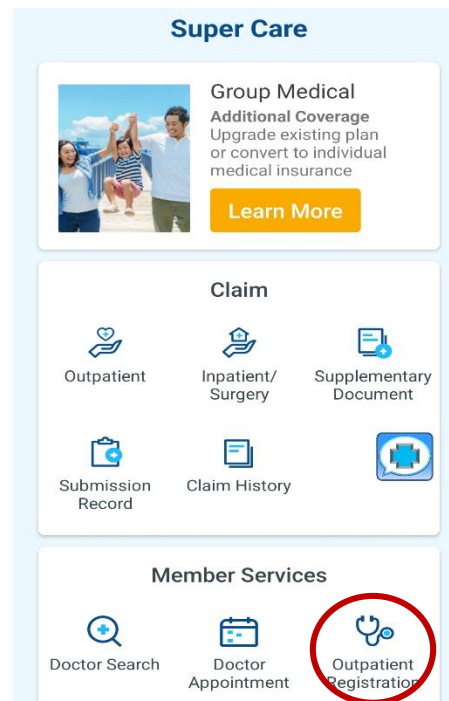 Super Care
Group Medical
Additional Coverage
Upgrade existing plan
or convert to individual
medical insurance
Learn More
Claim
Outpatient
Inpatient/
Surgery
Supplementary
Document
Submission
Record
Claim History
Member Services
Doctor Search
Doctor
Appointment
Outpatient
Registration